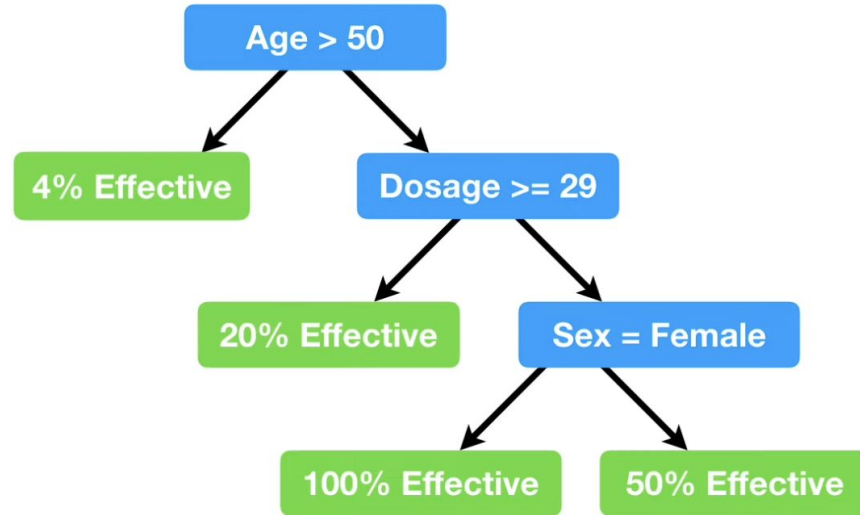 Age > 50
4% Effective
Dosage >= 29
20% Effective
Sex = Female
100% Effective
50% Effective